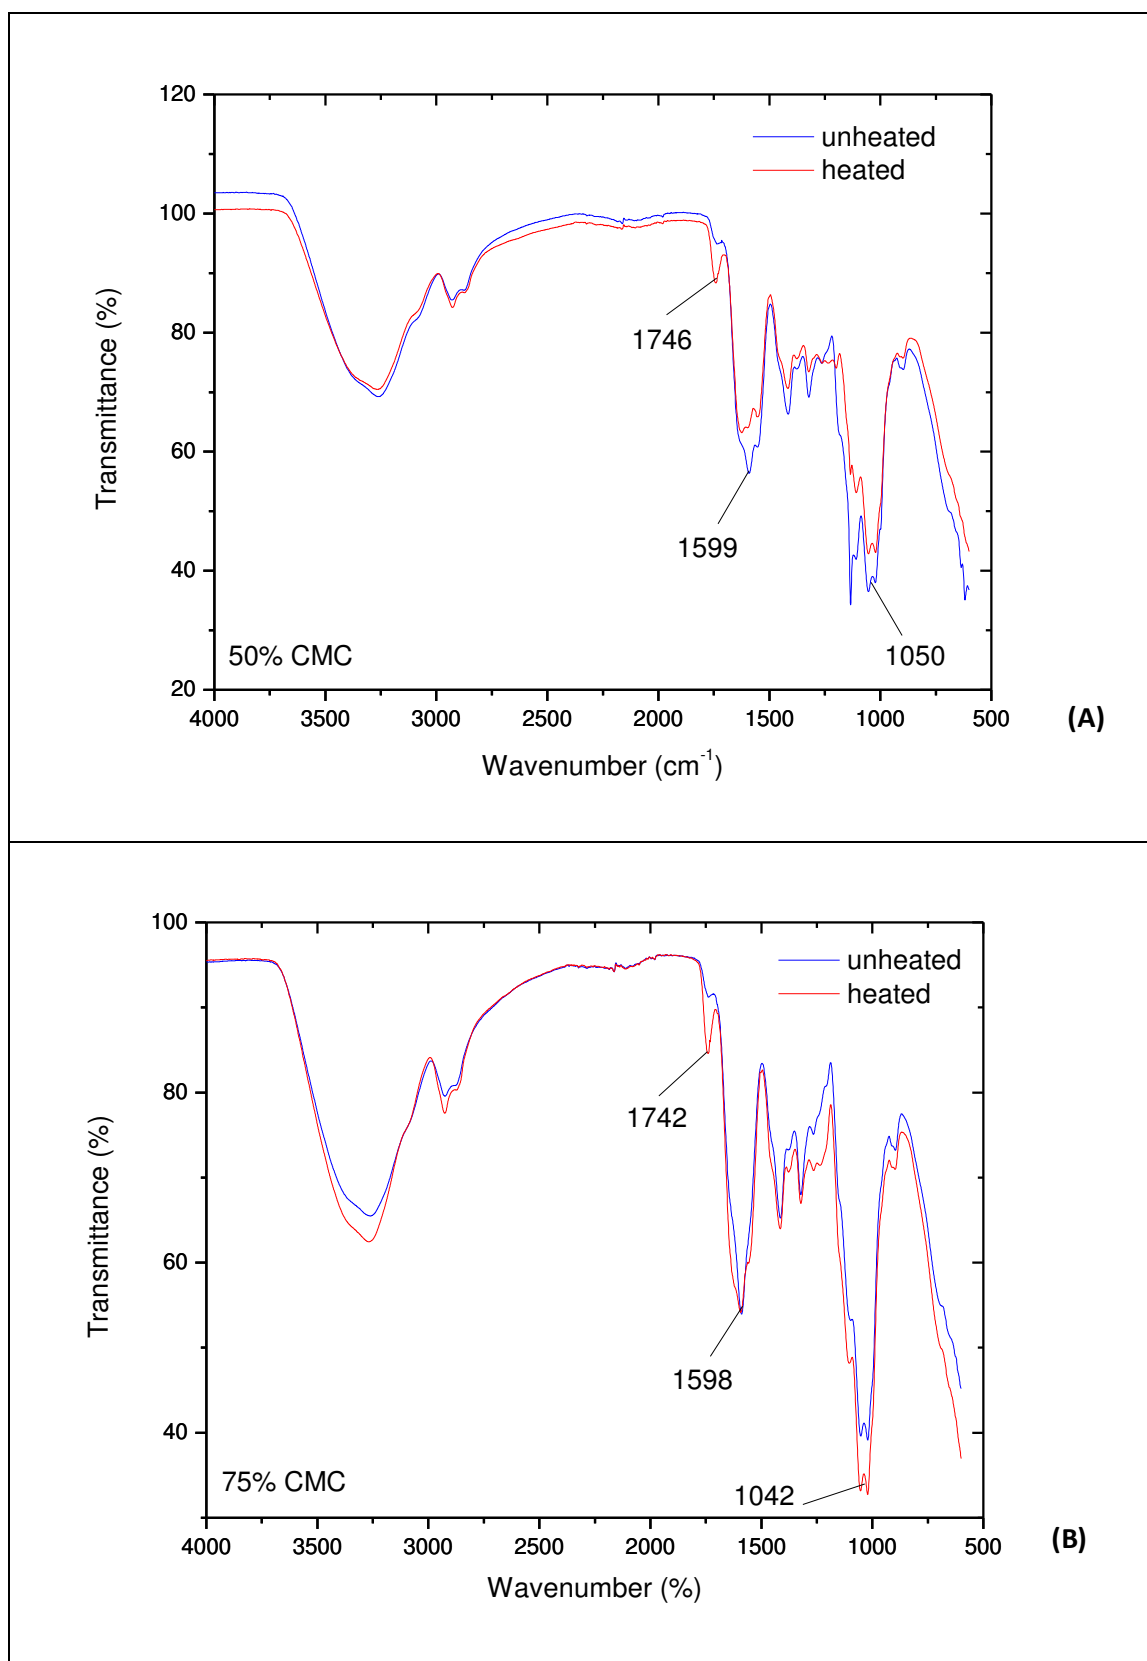 120
unheated
heated
100
80
1746
60
1599
40
50% CMC
1050
20
4000 3500 3000 2500 2000 1500 1000 500
(A)
Transmittance (%)
Wavenumber (cm⁻¹)
100
unheated
heated
80
1742
60
1598
40
75% CMC
1042
4000 3500 3000 2500 2000 1500 1000 500
(B)
Transmittance (%)
Wavenumber (%)